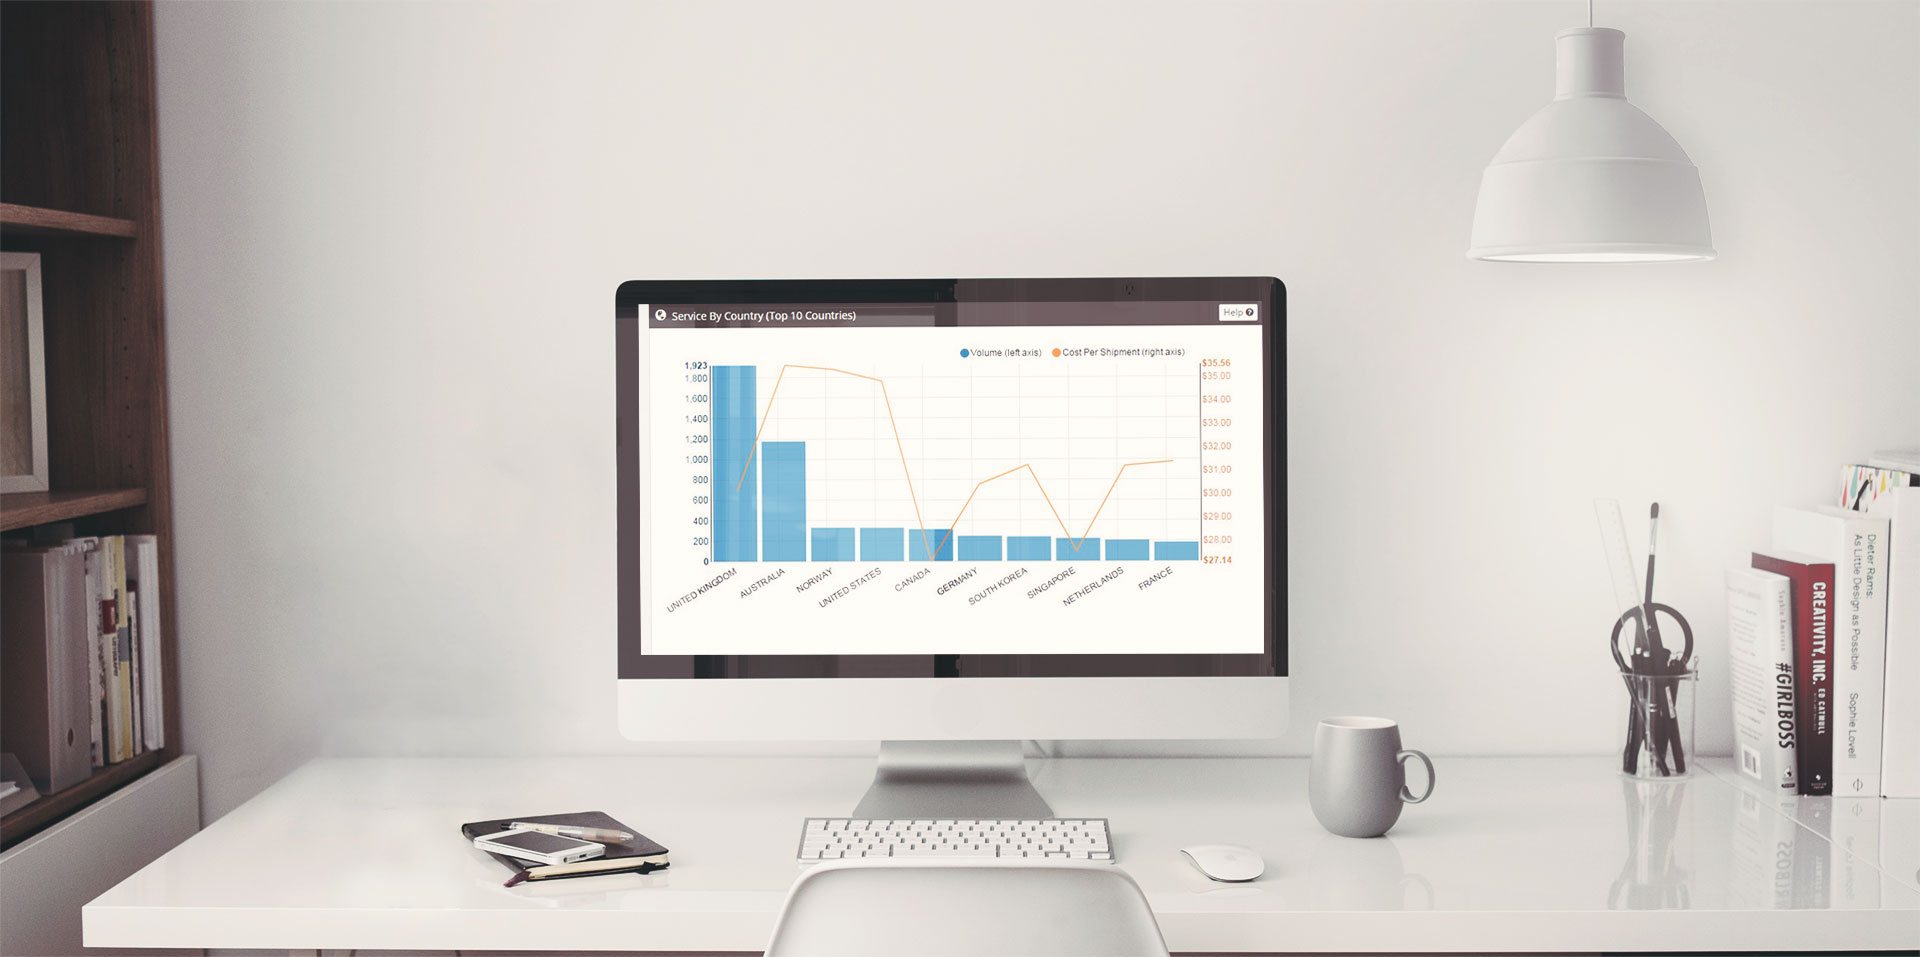 Service By Country (Top 10 Countries)
Help
Volume (left axis) Cost Per Shipment (right axis)
1,923
1,800
1,600
1,400
1,200
1,000
800
600
400
200
0
$35.56
$35.00
$34.00
$33.00
$32.00
$31.00
$30.00
$29.00
$28.00
$27.14
UNITED KINGDOM
AUSTRALIA
NORWAY
UNITED STATES
CANADA
GERMANY
SOUTH KOREA
SINGAPORE
NETHERLANDS
FRANCE
#GIRLBOSS
Sophia Amoruso
CREATIVITY, INC.
ED CATMULL
Dieter Rams:
As Little Design as Possible
Sophie Lovell